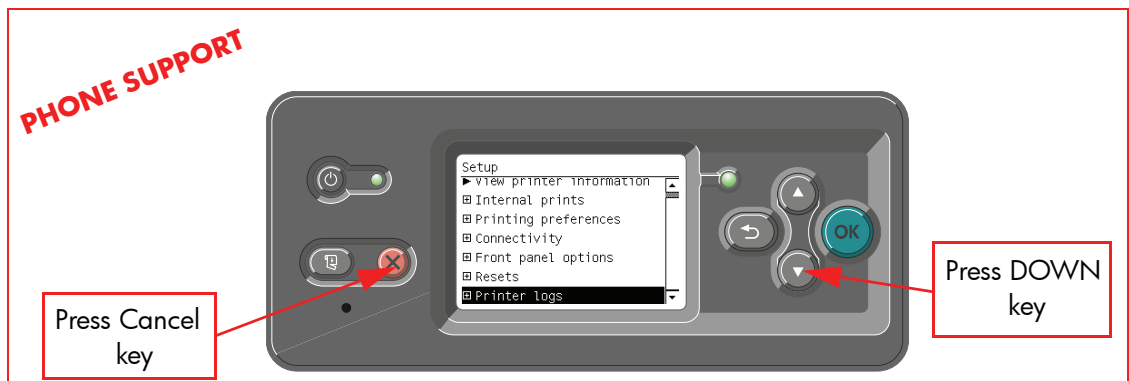 PHONE SUPPORT
Setup
View printer information
Internal prints
Printing preferences
Connectivity
Front panel options
Resets
Printer logs
OK
Press Cancel
key
Press DOWN
key